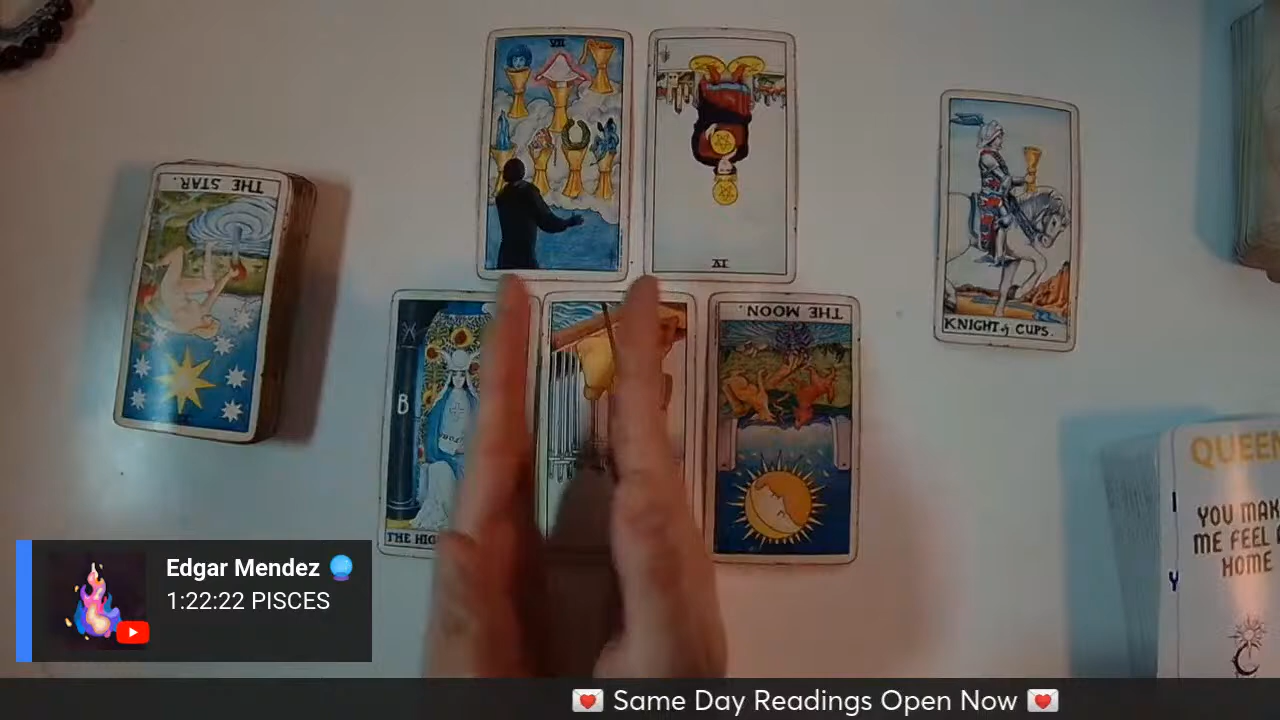 VII
THE STAR.
IV
KNIGHT of CUPS.
THE MOON.
B
THE HIG
QUEEN
YOU MAK
ME FEEL
HOME
Y
Edgar Mendez
1:22:22 PISCES
Same Day Readings Open Now